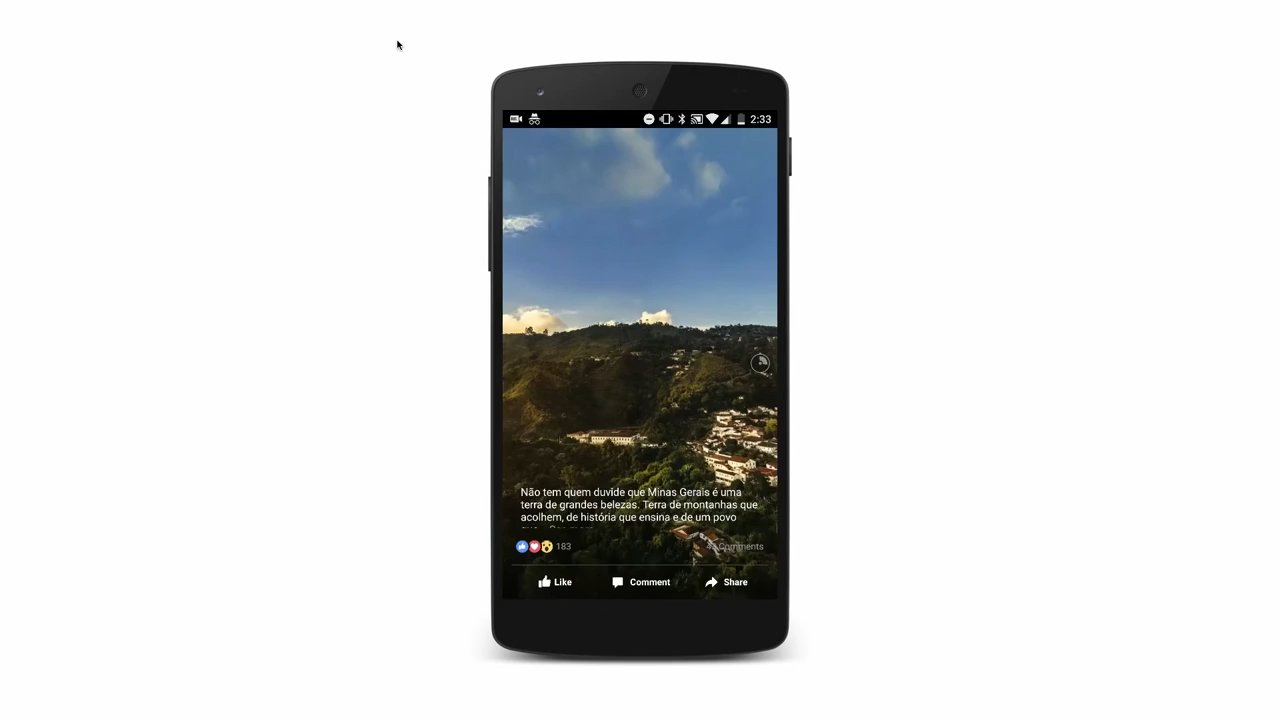 2:33
Não tem quem duvide que Minas Gerais é uma
terra de grandes belezas. Terra de montanhas que
acolhem, de história que ensina e de um povo
183
Comments
Like Comment Share